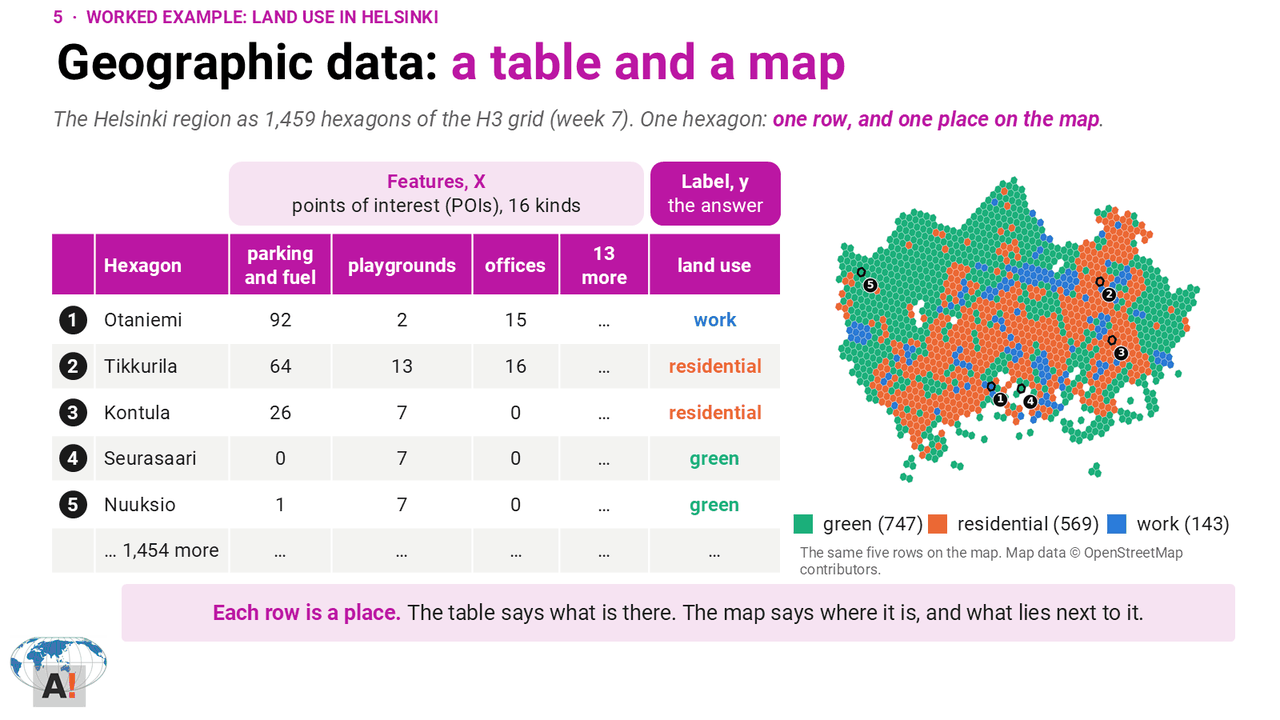 5 · WORKED EXAMPLE: LAND USE IN HELSINKI
Geographic data: a table and a map
The Helsinki region as 1,459 hexagons of the H3 grid (week 7). One hexagon: one row, and one place on the map.
Features, X
points of interest (POIs), 16 kinds
Label, y
the answer
Hexagon | parking and fuel | playgrounds | offices | 13 more | land use
1 Otaniemi 92 2 15 ... work
2 Tikkurila 64 13 16 ... residential
3 Kontula 26 7 0 ... residential
4 Seurasaari 0 7 0 ... green
5 Nuuksio 1 7 0 ... green
... 1,454 more ... ... ... ... ...
5
2
3
1
4
green (747) residential (569) work (143)
The same five rows on the map. Map data © OpenStreetMap
contributors.
Each row is a place. The table says what is there. The map says where it is, and what lies next to it.
A!